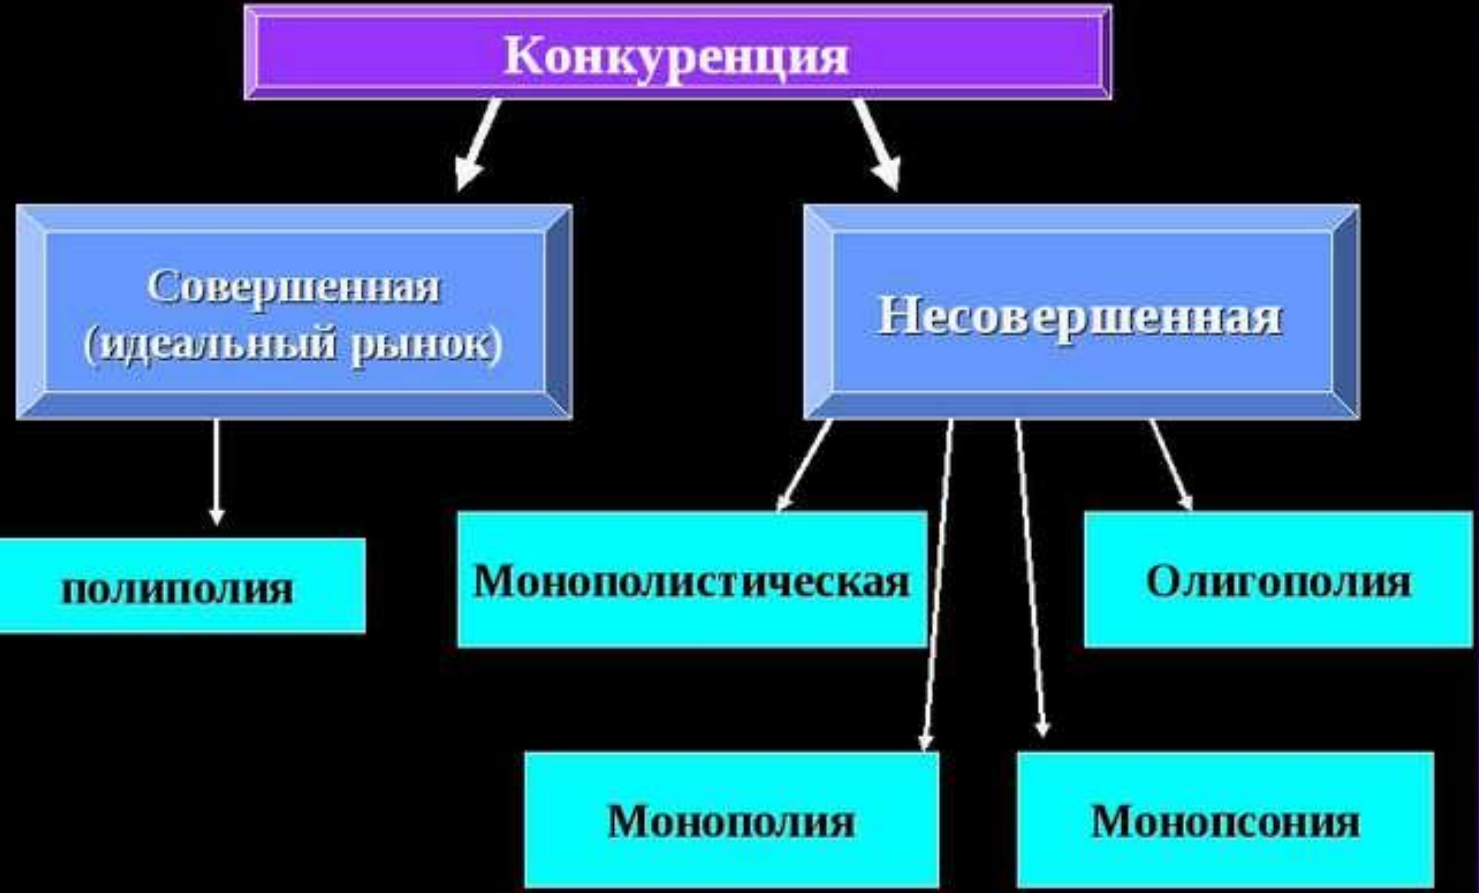 Конкуренция
Совершенная
(идеальный рынок)
Несовершенная
полиполия
Монополистическая
Олигополия
Монополия
Монопсония